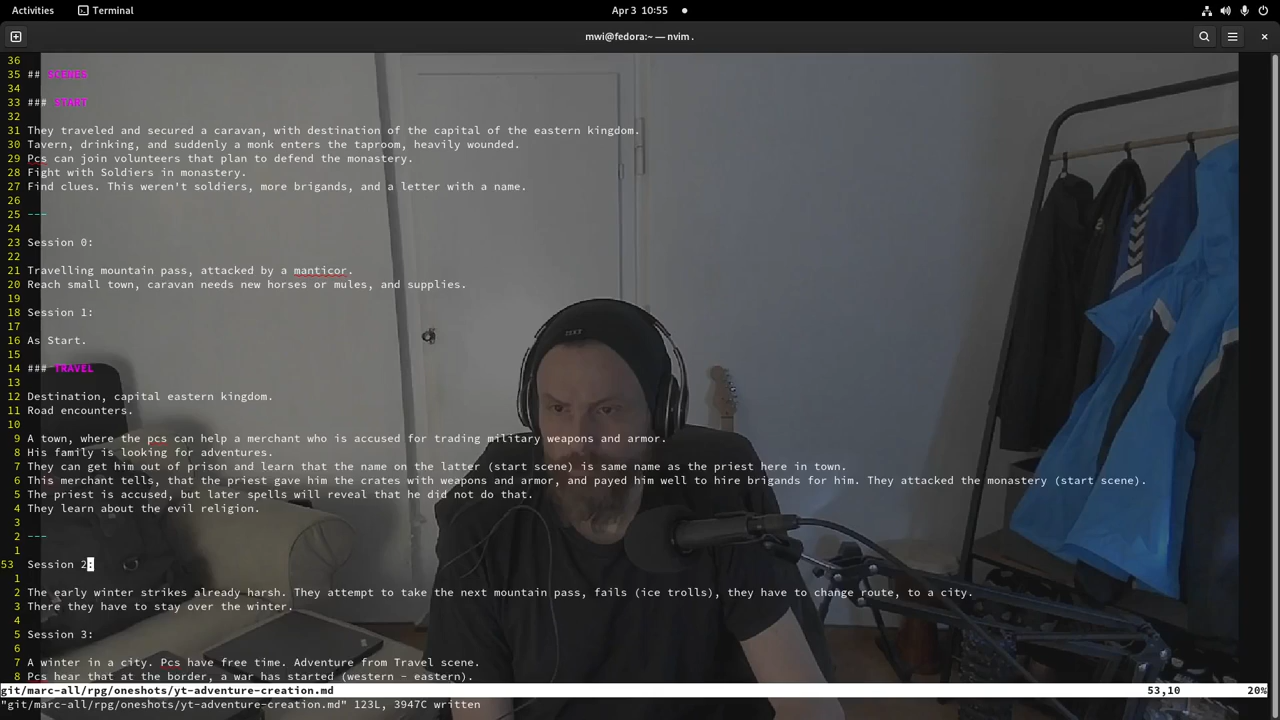 Activities
Terminal
Apr 3 10:55
mwi@fedora:~ — nvim .
36
35 ## SCENES
34
33 ### START
32
31 They traveled and secured a caravan, with destination of the capital of the eastern kingdom.
30 Tavern, drinking, and suddenly a monk enters the taproom, heavily wounded.
29 Pcs can join volunteers that plan to defend the monastery.
28 Fight with Soldiers in monastery.
27 Find clues. This weren't soldiers, more brigands, and a letter with a name.
26
25 ---
24
23 Session 0:
22
21 Travelling mountain pass, attacked by a manticor.
20 Reach small town, caravan needs new horses or mules, and supplies.
19
18 Session 1:
17
16 As Start.
15
14 ### TRAVEL
13
12 Destination, capital eastern kingdom.
11 Road encounters.
10
9 A town, where the pcs can help a merchant who is accused for trading military weapons and armor.
8 His family is looking for adventures.
7 They can get him out of prison and learn that the name on the latter (start scene) is same name as the priest here in town.
6 This merchant tells, that the priest gave him the crates with weapons and armor, and payed him well to hire brigands for him. They attacked the monastery (start scene).
5 The priest is accused, but later spells will reveal that he did not do that.
4 They learn about the evil religion.
3
2 ---
1
53 Session 2:
1
2 The early winter strikes already harsh. They attempt to take the next mountain pass, fails (ice trolls), they have to change route, to a city.
3 There they have to stay over the winter.
4
5 Session 3:
6
7 A winter in a city. Pcs have free time. Adventure from Travel scene.
8 Pcs hear that at the border, a war has started (western - eastern).
git/marc-all/rpg/oneshots/yt-adventure-creation.md 53,10 20%
"git/marc-all/rpg/oneshots/yt-adventure-creation.md" 123L, 3947C written